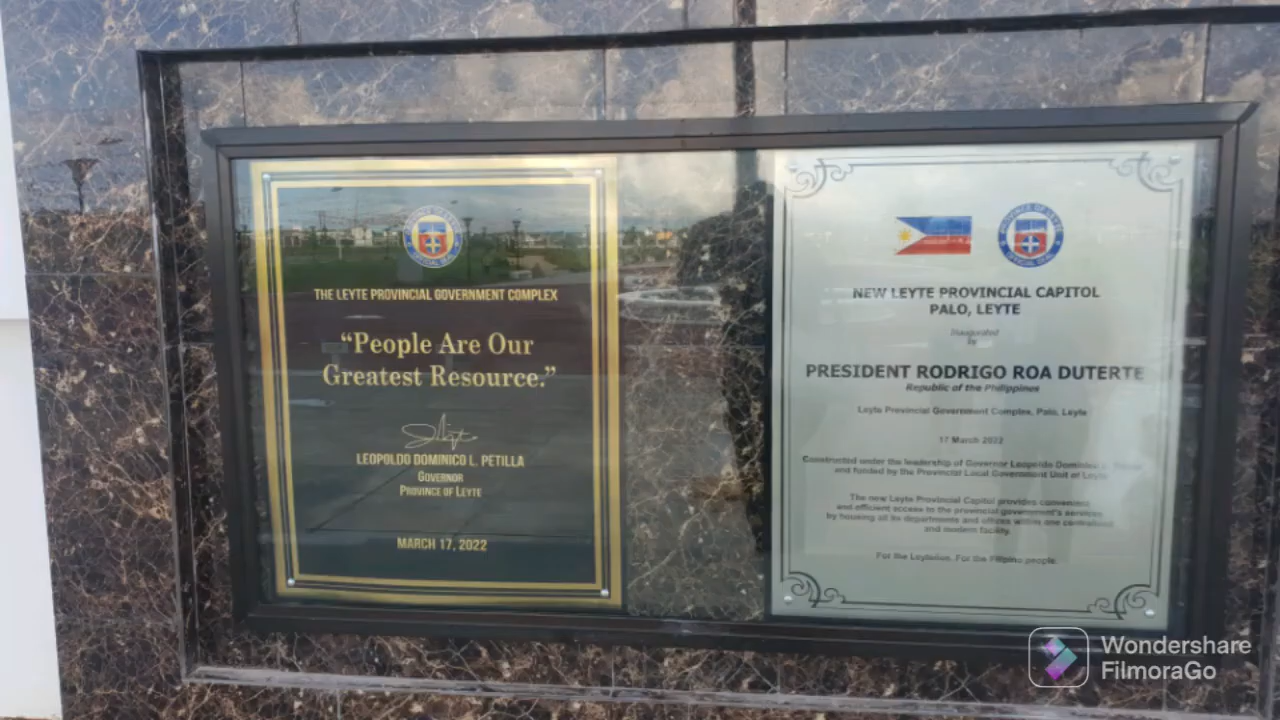 THE LEYTE PROVINCIAL GOVERNMENT COMPLEX
“People Are Our
Greatest Resource.”
LEOPOLDO DOMINICO L. PETILLA
GOVERNOR
PROVINCE OF LEYTE
MARCH 17, 2022
PROVINCE OF LEYTE
OFFICIAL SEAL
NEW LEYTE PROVINCIAL CAPITOL
PALO, LEYTE
Inaugurated
by
PRESIDENT RODRIGO ROA DUTERTE
Republic of the Philippines
Leyte Provincial Government Complex, Palo, Leyte
17 March 2022
Constructed under the leadership of Governor Leopoldo Dominico
and funded by the Provincial Local Government Unit of Leyte
The new Leyte Provincial Capitol provides convenient
and efficient access to the provincial government's services
by housing all its departments and offices within one centralized
and modern facility.
For the Leyteños. For the Filipino people.
Wondershare
FilmoraGo